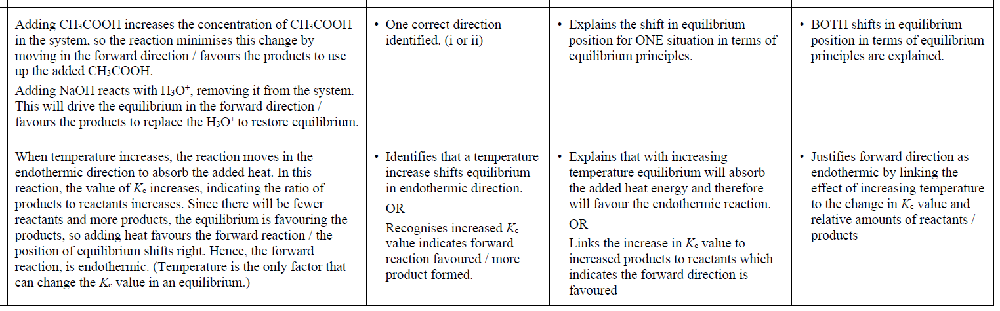 Adding CH₃COOH increases the concentration of CH₃COOH
in the system, so the reaction minimises this change by
moving in the forward direction / favours the products to use
up the added CH₃COOH.
Adding NaOH reacts with H₃O⁺, removing it from the system.
This will drive the equilibrium in the forward direction /
favours the products to replace the H₃O⁺ to restore equilibrium.
• One correct direction
identified. (i or ii)
• Explains the shift in equilibrium
position for ONE situation in terms of
equilibrium principles.
• BOTH shifts in equilibrium
position in terms of equilibrium
principles are explained.
When temperature increases, the reaction moves in the
endothermic direction to absorb the added heat. In this
reaction, the value of Kc increases, indicating the ratio of
products to reactants increases. Since there will be fewer
reactants and more products, the equilibrium is favouring the
products, so adding heat favours the forward reaction / the
position of equilibrium shifts right. Hence, the forward
reaction, is endothermic. (Temperature is the only factor that
can change the Kc value in an equilibrium.)
• Identifies that a temperature
increase shifts equilibrium
in endothermic direction.
OR
Recognises increased Kc
value indicates forward
reaction favoured / more
product formed.
• Explains that with increasing
temperature equilibrium will absorb
the added heat energy and therefore
will favour the endothermic reaction.
OR
Links the increase in Kc value to
increased products to reactants which
indicates the forward direction is
favoured
• Justifies forward direction as
endothermic by linking the
effect of increasing temperature
to the change in Kc value and
relative amounts of reactants /
products